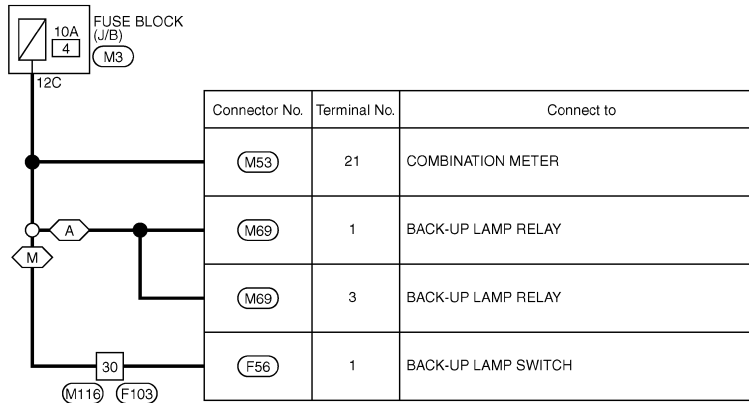 10A
4
FUSE BLOCK
(J/B)
M3
12C
Connector No. Terminal No. Connect to
M53 21 COMBINATION METER
A M69 1 BACK-UP LAMP RELAY
M
M69 3 BACK-UP LAMP RELAY
30 F56 1 BACK-UP LAMP SWITCH
M116 F103